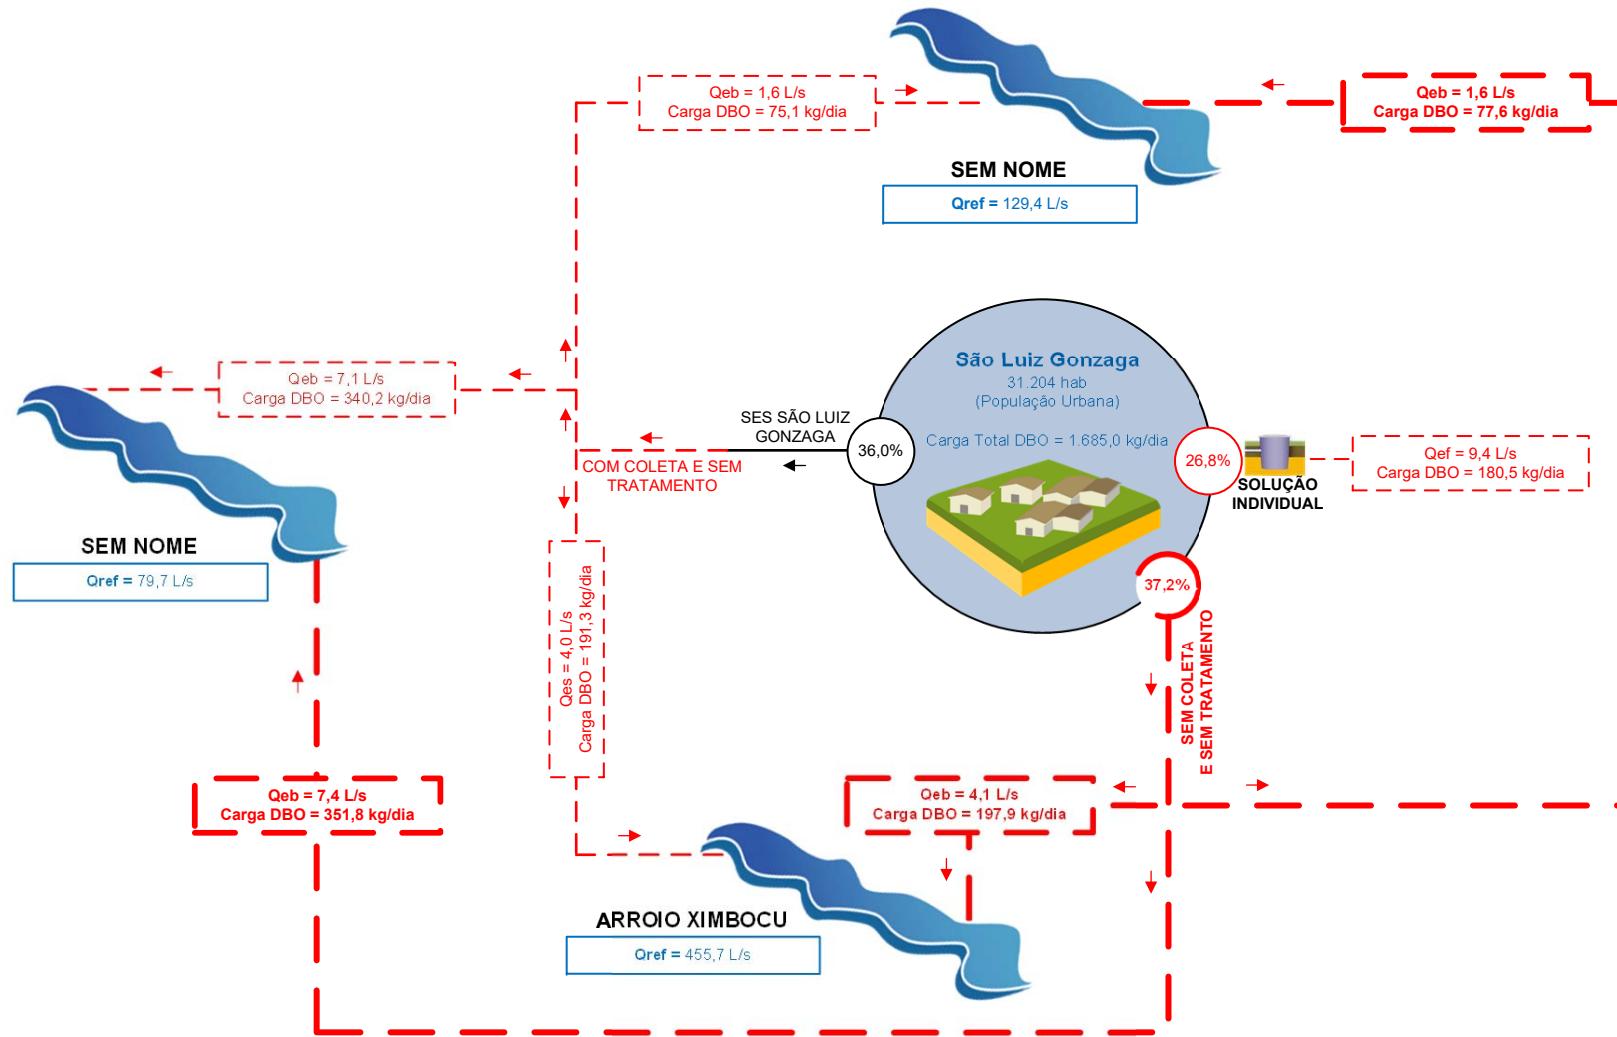 Qeb = 1,6 L/s
Carga DBO = 75,1 kg/dia
Qeb = 1,6 L/s
Carga DBO = 77,6 kg/dia
SEM NOME
Qref = 129,4 L/s
Qeb = 7,1 L/s
Carga DBO = 340,2 kg/dia
São Luiz Gonzaga
31.204 hab
(População Urbana)
Carga Total DBO = 1.685,0 kg/dia
SES SÃO LUIZ
GONZAGA
36,0%
COM COLETA E SEM
TRATAMENTO
26,8%
SOLUÇÃO
INDIVIDUAL
Qef = 9,4 L/s
Carga DBO = 180,5 kg/dia
SEM NOME
Qref = 79,7 L/s
37,2%
Qes = 4,0 L/s
Carga DBO = 191,3 kg/dia
SEM COLETA
E SEM TRATAMENTO
Qeb = 7,4 L/s
Carga DBO = 351,8 kg/dia
Qeb = 4,1 L/s
Carga DBO = 197,9 kg/dia
ARROIO XIMBOCU
Qref = 455,7 L/s